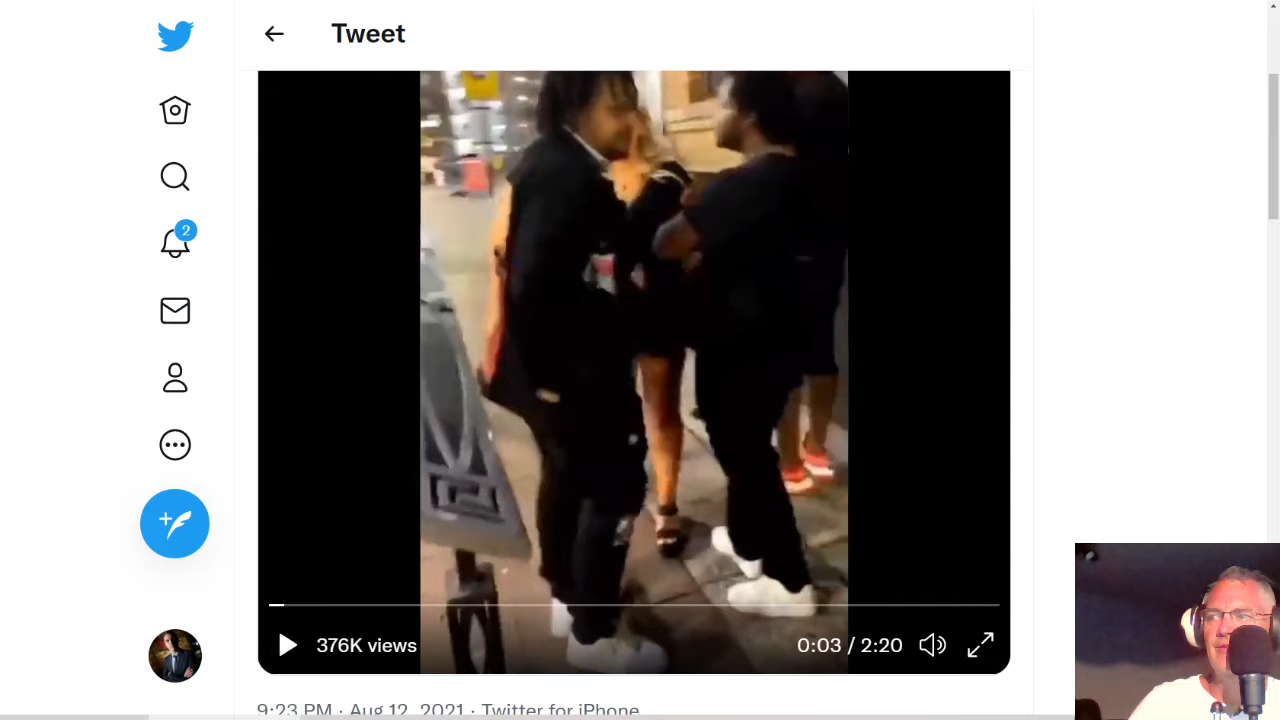 Tweet
2
376K views
0:03 / 2:20
9:23 PM · Aug 12, 2021 · Twitter for iPhone